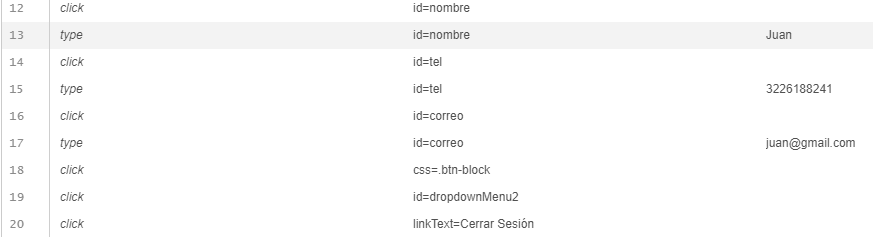 12 click id=nombre
13 type id=nombre Juan
14 click id=tel
15 type id=tel 3226188241
16 click id=correo
17 type id=correo juan@gmail.com
18 click css=.btn-block
19 click id=dropdownMenu2
20 click linkText=Cerrar Sesión